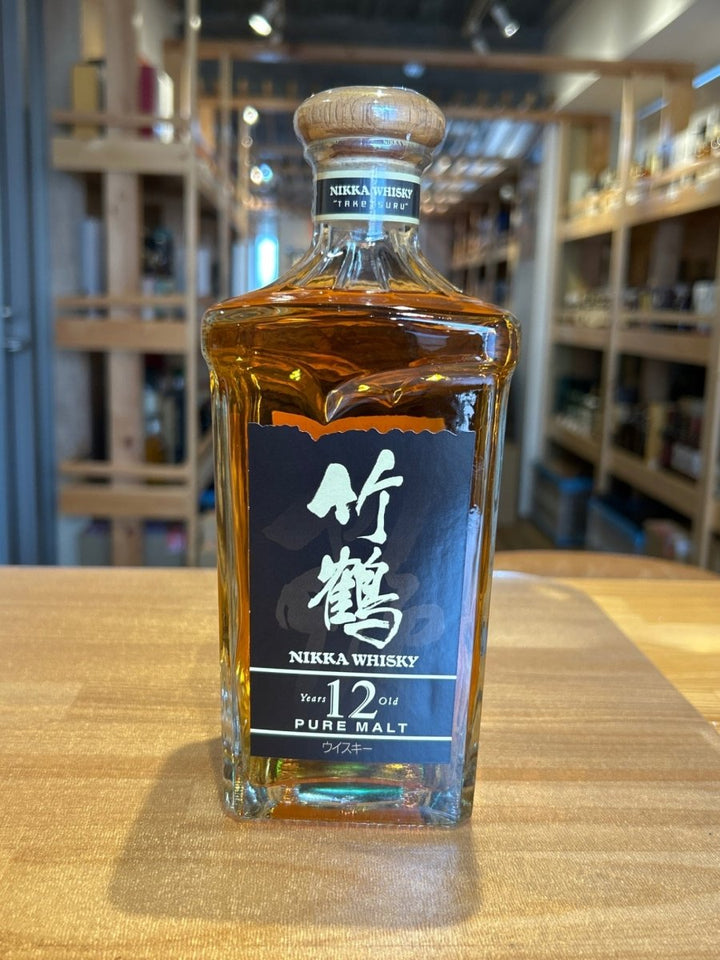 NIKKA WHISKY
"TAKETSURU"
竹
鶴
NIKKA WHISKY
Years 12 Old
PURE MALT
ウイスキー